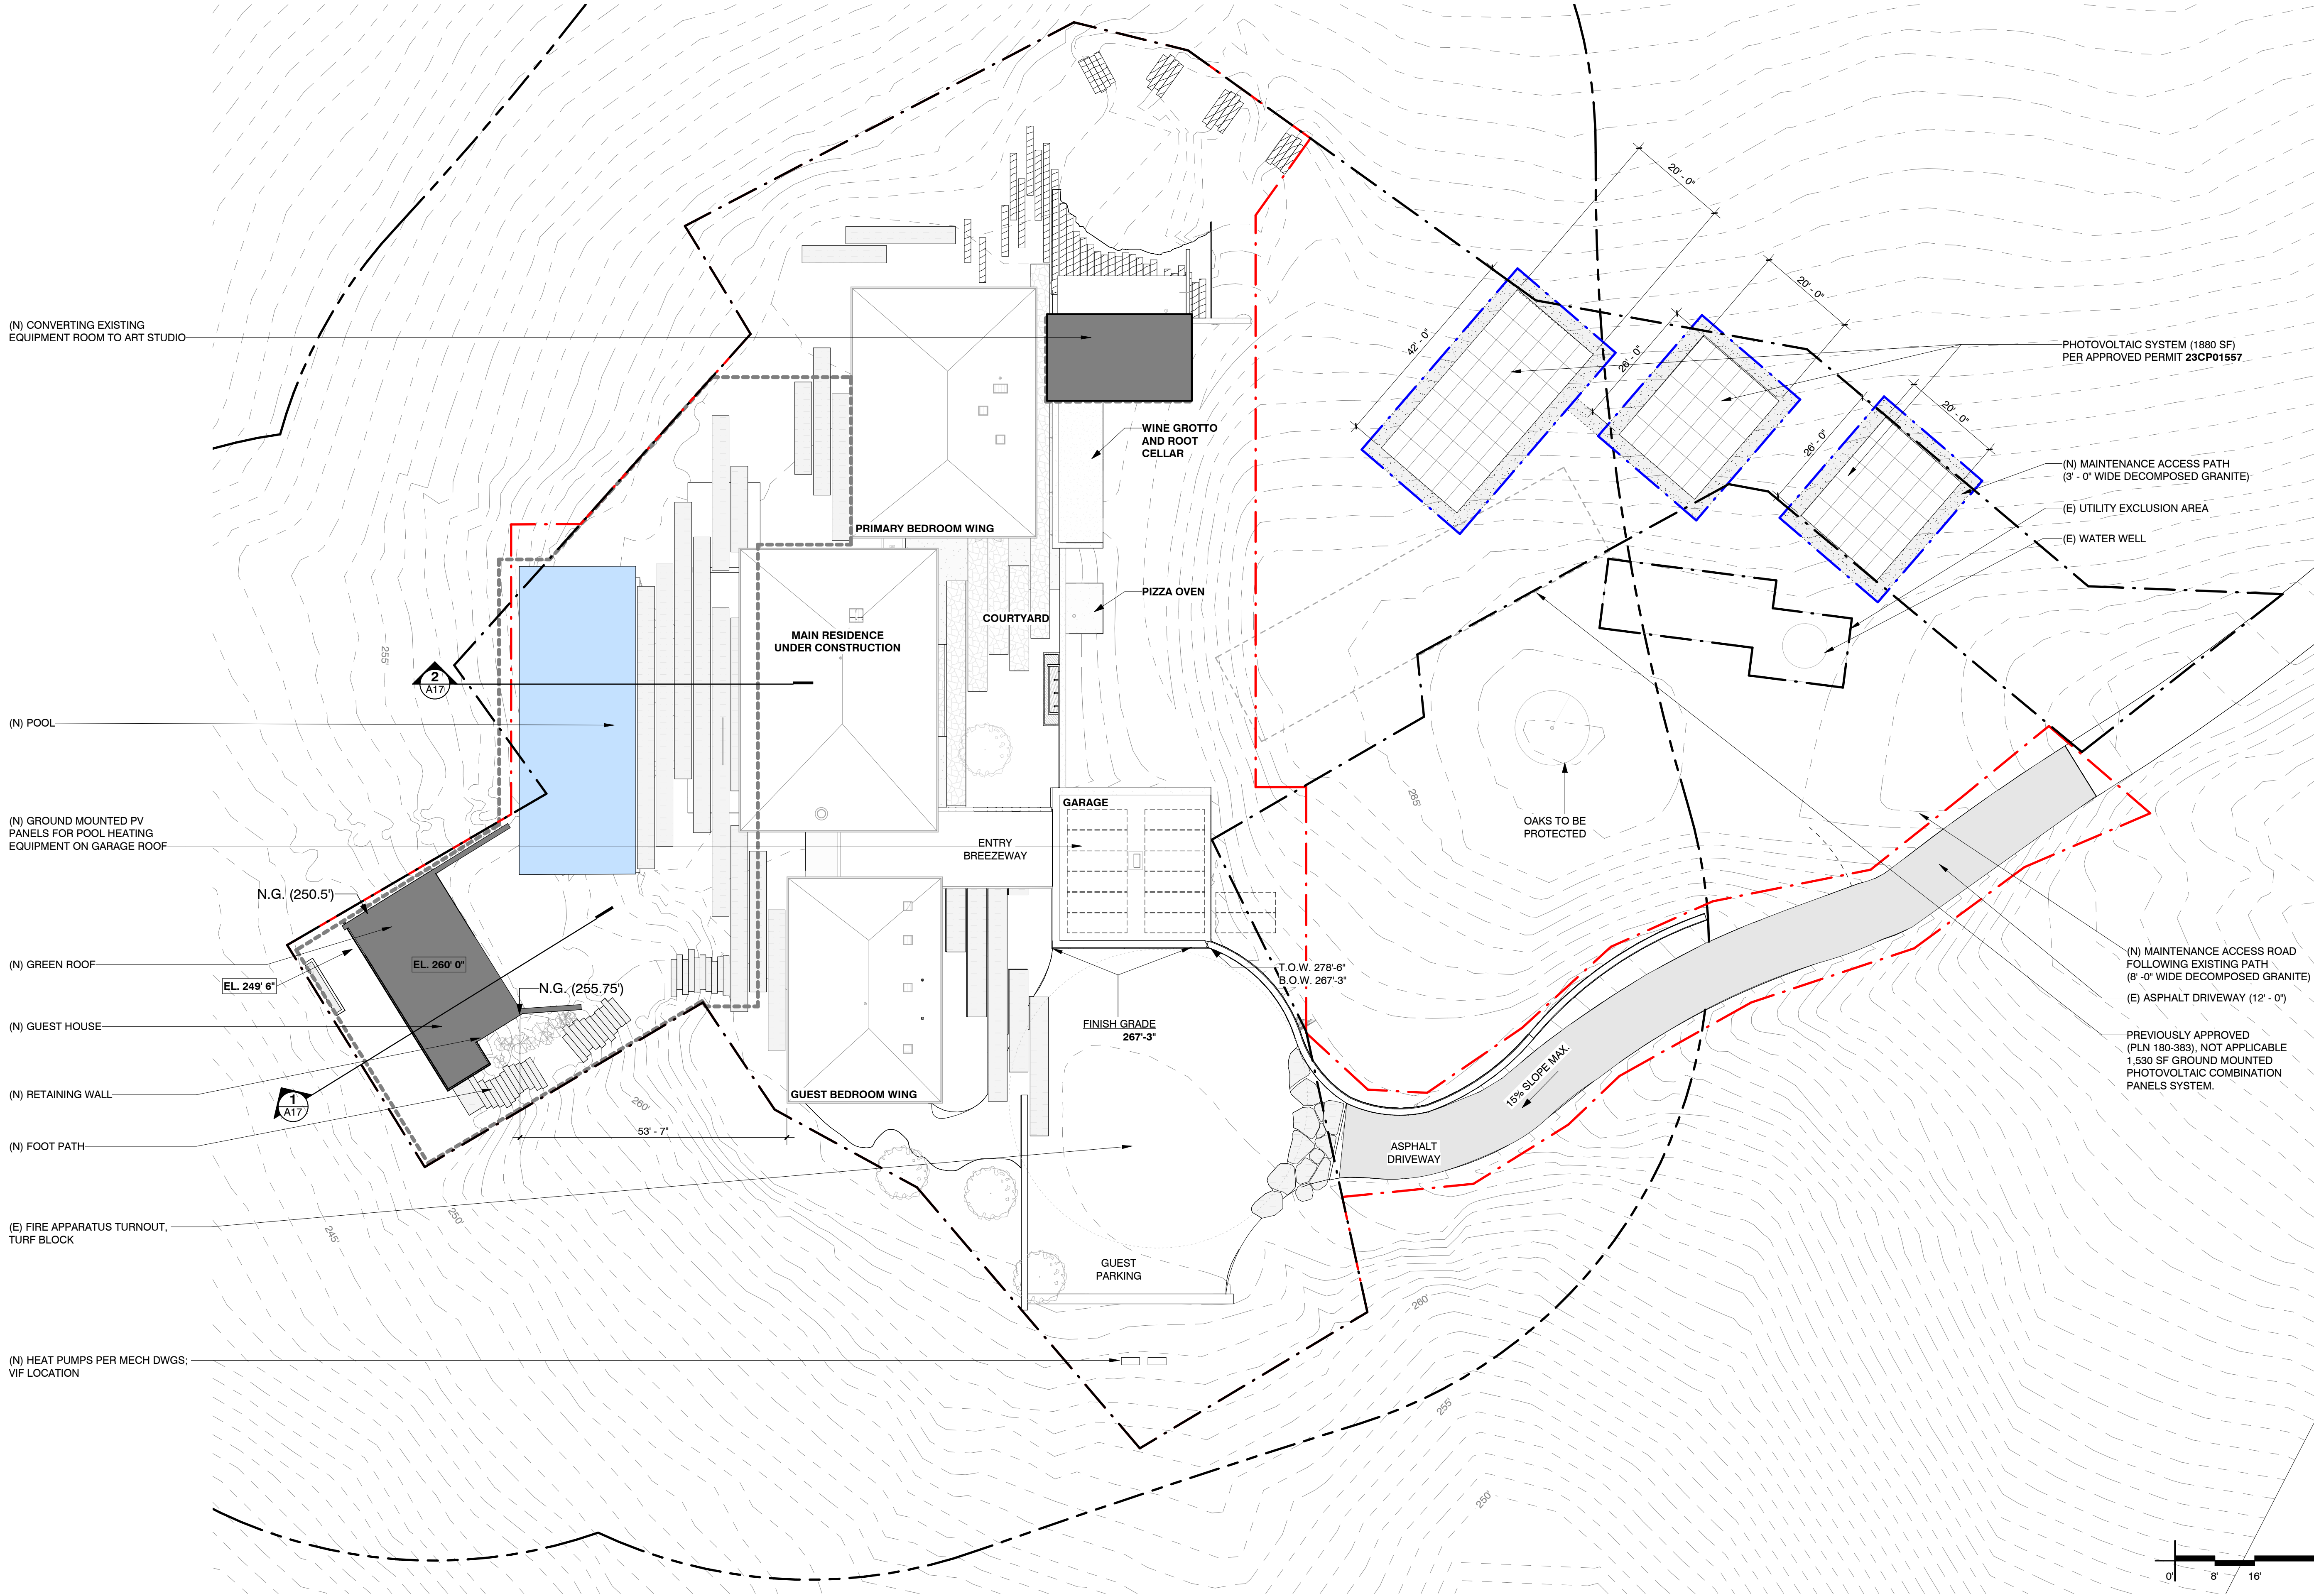 (N) CONVERTING EXISTING
EQUIPMENT ROOM TO ART STUDIO
(N) POOL
(N) GROUND MOUNTED PV
PANELS FOR POOL HEATING
EQUIPMENT ON GARAGE ROOF
N.G. (250.5')
(N) GREEN ROOF
EL. 260' 0"
EL. 249' 6"
N.G. (255.75')
(N) GUEST HOUSE
(N) RETAINING WALL
(N) FOOT PATH
(E) FIRE APPARATUS TURNOUT,
TURF BLOCK
(N) HEAT PUMPS PER MECH DWGS;
VIF LOCATION
2
A17
1
A17
255'
245'
250'
260'
53' - 7"
PRIMARY BEDROOM WING
MAIN RESIDENCE
UNDER CONSTRUCTION
GUEST BEDROOM WING
WINE GROTTO
AND ROOT
CELLAR
PIZZA OVEN
COURTYARD
GARAGE
ENTRY
BREEZEWAY
T.O.W. 278'-6"
B.O.W. 267'-3"
FINISH GRADE
267'-3"
GUEST
PARKING
ASPHALT
DRIVEWAY
15% SLOPE MAX.
OAKS TO BE
PROTECTED
285'
260'
255'
250'
20' - 0"
42' - 0"
20' - 0"
26' - 0"
20' - 0"
26' - 0"
PHOTOVOLTAIC SYSTEM (1880 SF)
PER APPROVED PERMIT 23CP01557
(N) MAINTENANCE ACCESS PATH
(3' - 0" WIDE DECOMPOSED GRANITE)
(E) UTILITY EXCLUSION AREA
(E) WATER WELL
(N) MAINTENANCE ACCESS ROAD
FOLLOWING EXISTING PATH
(8' -0" WIDE DECOMPOSED GRANITE)
(E) ASPHALT DRIVEWAY (12' - 0")
PREVIOUSLY APPROVED
(PLN 180-383), NOT APPLICABLE
1,530 SF GROUND MOUNTED
PHOTOVOLTAIC COMBINATION
PANELS SYSTEM.
0' 8' 16'